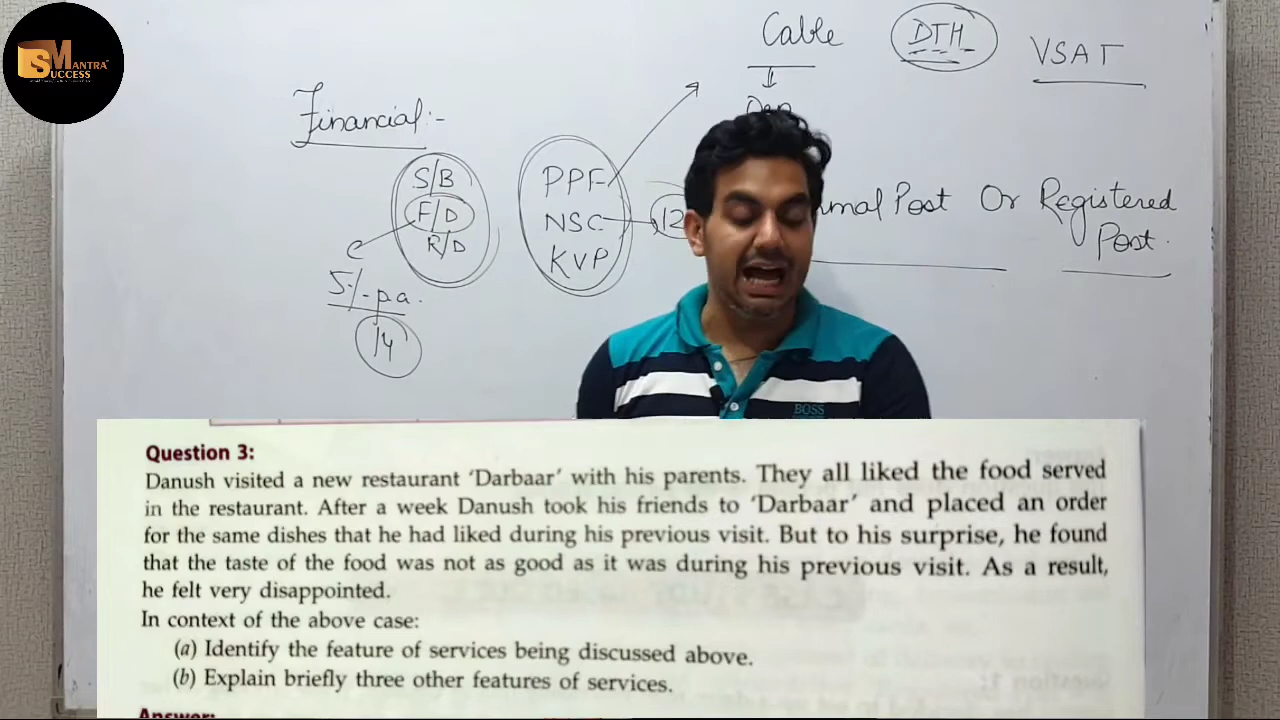 MANTRA
SUCCESS
Cable
DTH
VSAT
Financial:-
S/B
F/D
R/D
5% p.a.
14
PPF
NSC
KVP
12
Post Or Registered
Post.
BOSS
Question 3:
Danush visited a new restaurant ‘Darbaar’ with his parents. They all liked the food served
in the restaurant. After a week Danush took his friends to ‘Darbaar’ and placed an order
for the same dishes that he had liked during his previous visit. But to his surprise, he found
that the taste of the food was not as good as it was during his previous visit. As a result,
he felt very disappointed.
In context of the above case:
(a) Identify the feature of services being discussed above.
(b) Explain briefly three other features of services.
Answer: